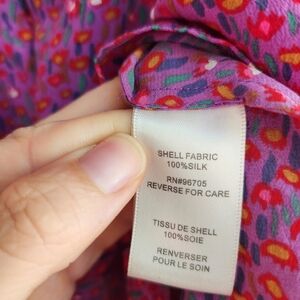 SHELL FABRIC
100%SILK
RN#96705
REVERSE FOR CARE
TISSU DE SHELL
100%SOIE
RENVERSER
POUR LE SOIN